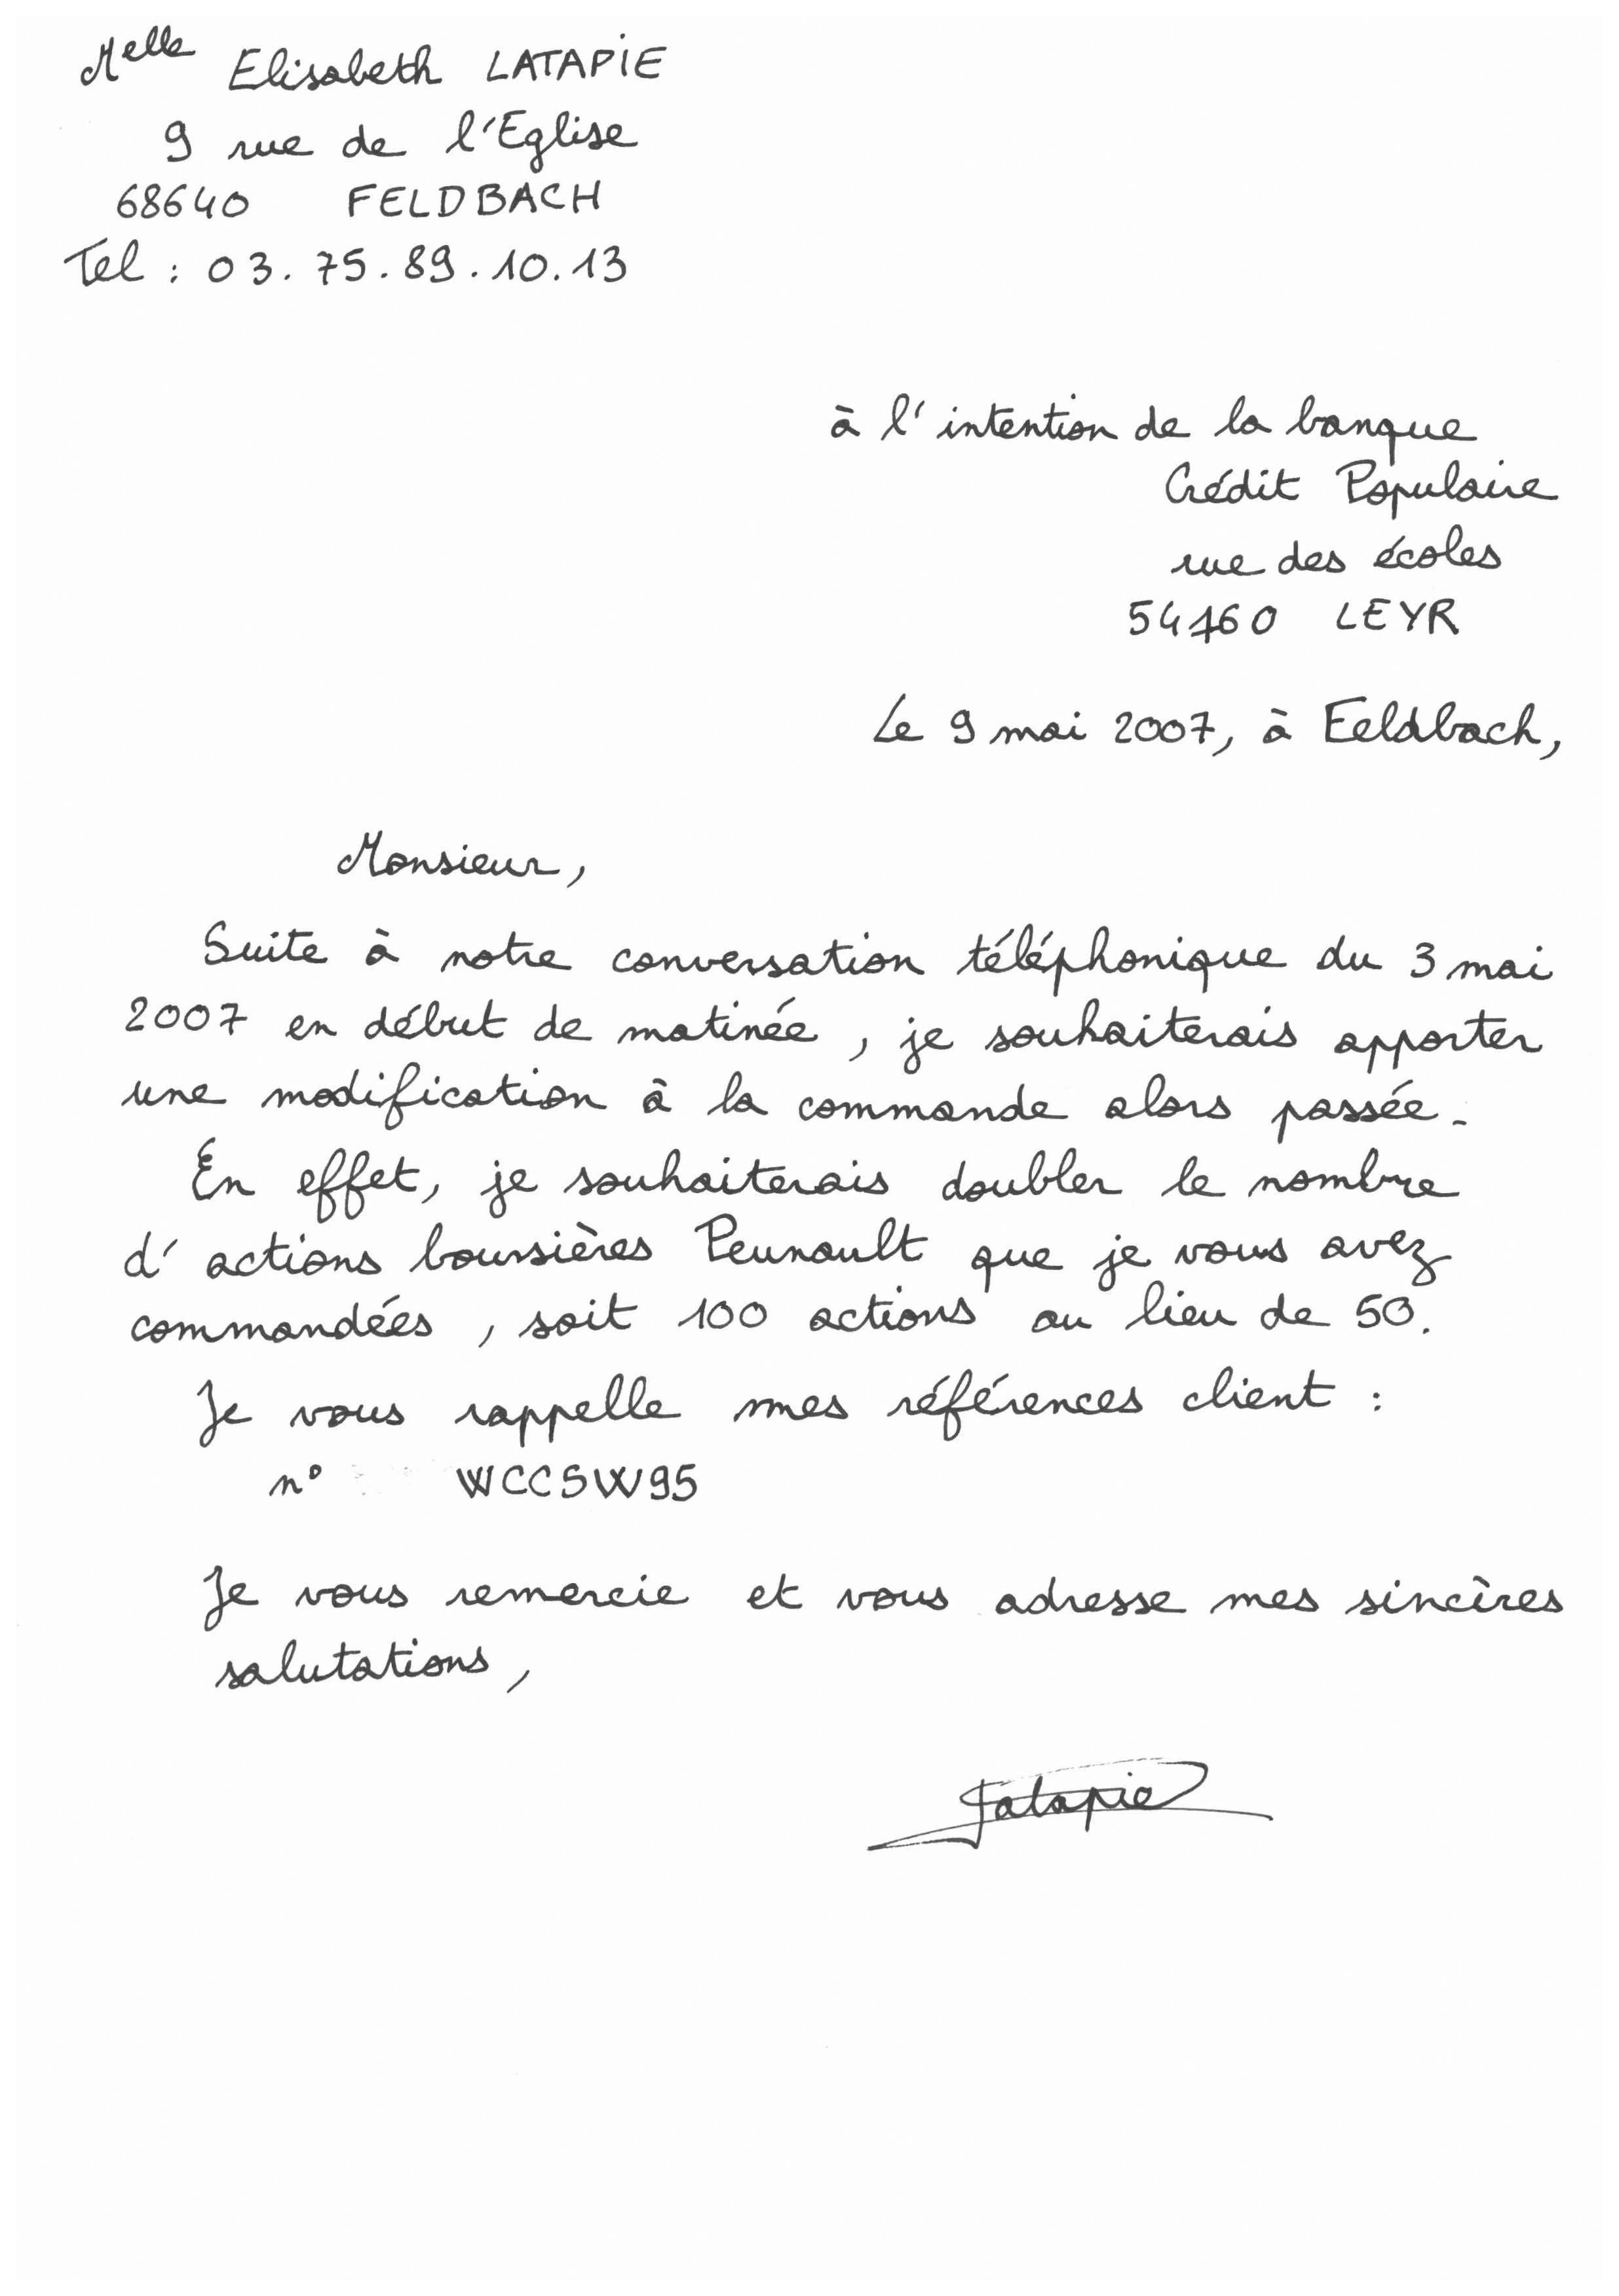 Melle Elisabeth LATAPIE
9 rue de l'Eglise
68640 FELDBACH
Tel : 03.75.89.10.13
à l'intention de la banque
Crédit Populaire
rue des écoles
54760 LEYR
Le 9 mai 2007, à Feldbach,
Monsieur,
Suite à notre conversation téléphonique du 3 mai
2007 en début de matinée, je souhaiterais apporter
une modification à la commande alors passée.
En effet, je souhaiterais doubler le nombre
d'actions boursières Peunault que je vous avez
commandées, soit 100 actions au lieu de 50.
Je vous rappelle mes références client :
n° WCCSW95
Je vous remercie et vous adresse mes sincères
salutations,
Latapie